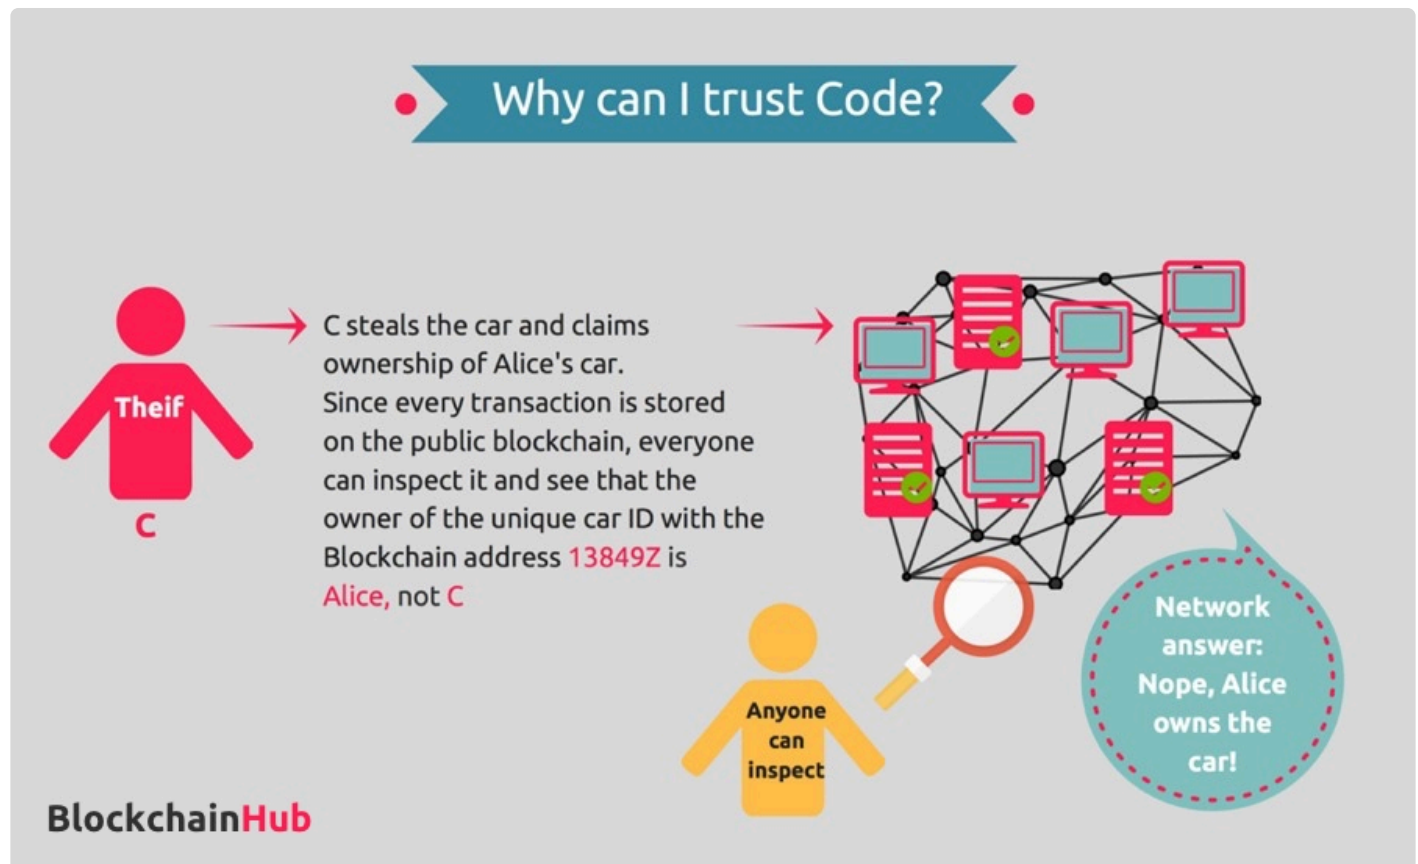 Why can I trust Code?
Theif
C
C steals the car and claims
ownership of Alice's car.
Since every transaction is stored
on the public blockchain, everyone
can inspect it and see that the
owner of the unique car ID with the
Blockchain address 13849Z is
Alice, not C
Anyone
can
inspect
Network
answer:
Nope, Alice
owns the
car!
BlockchainHub